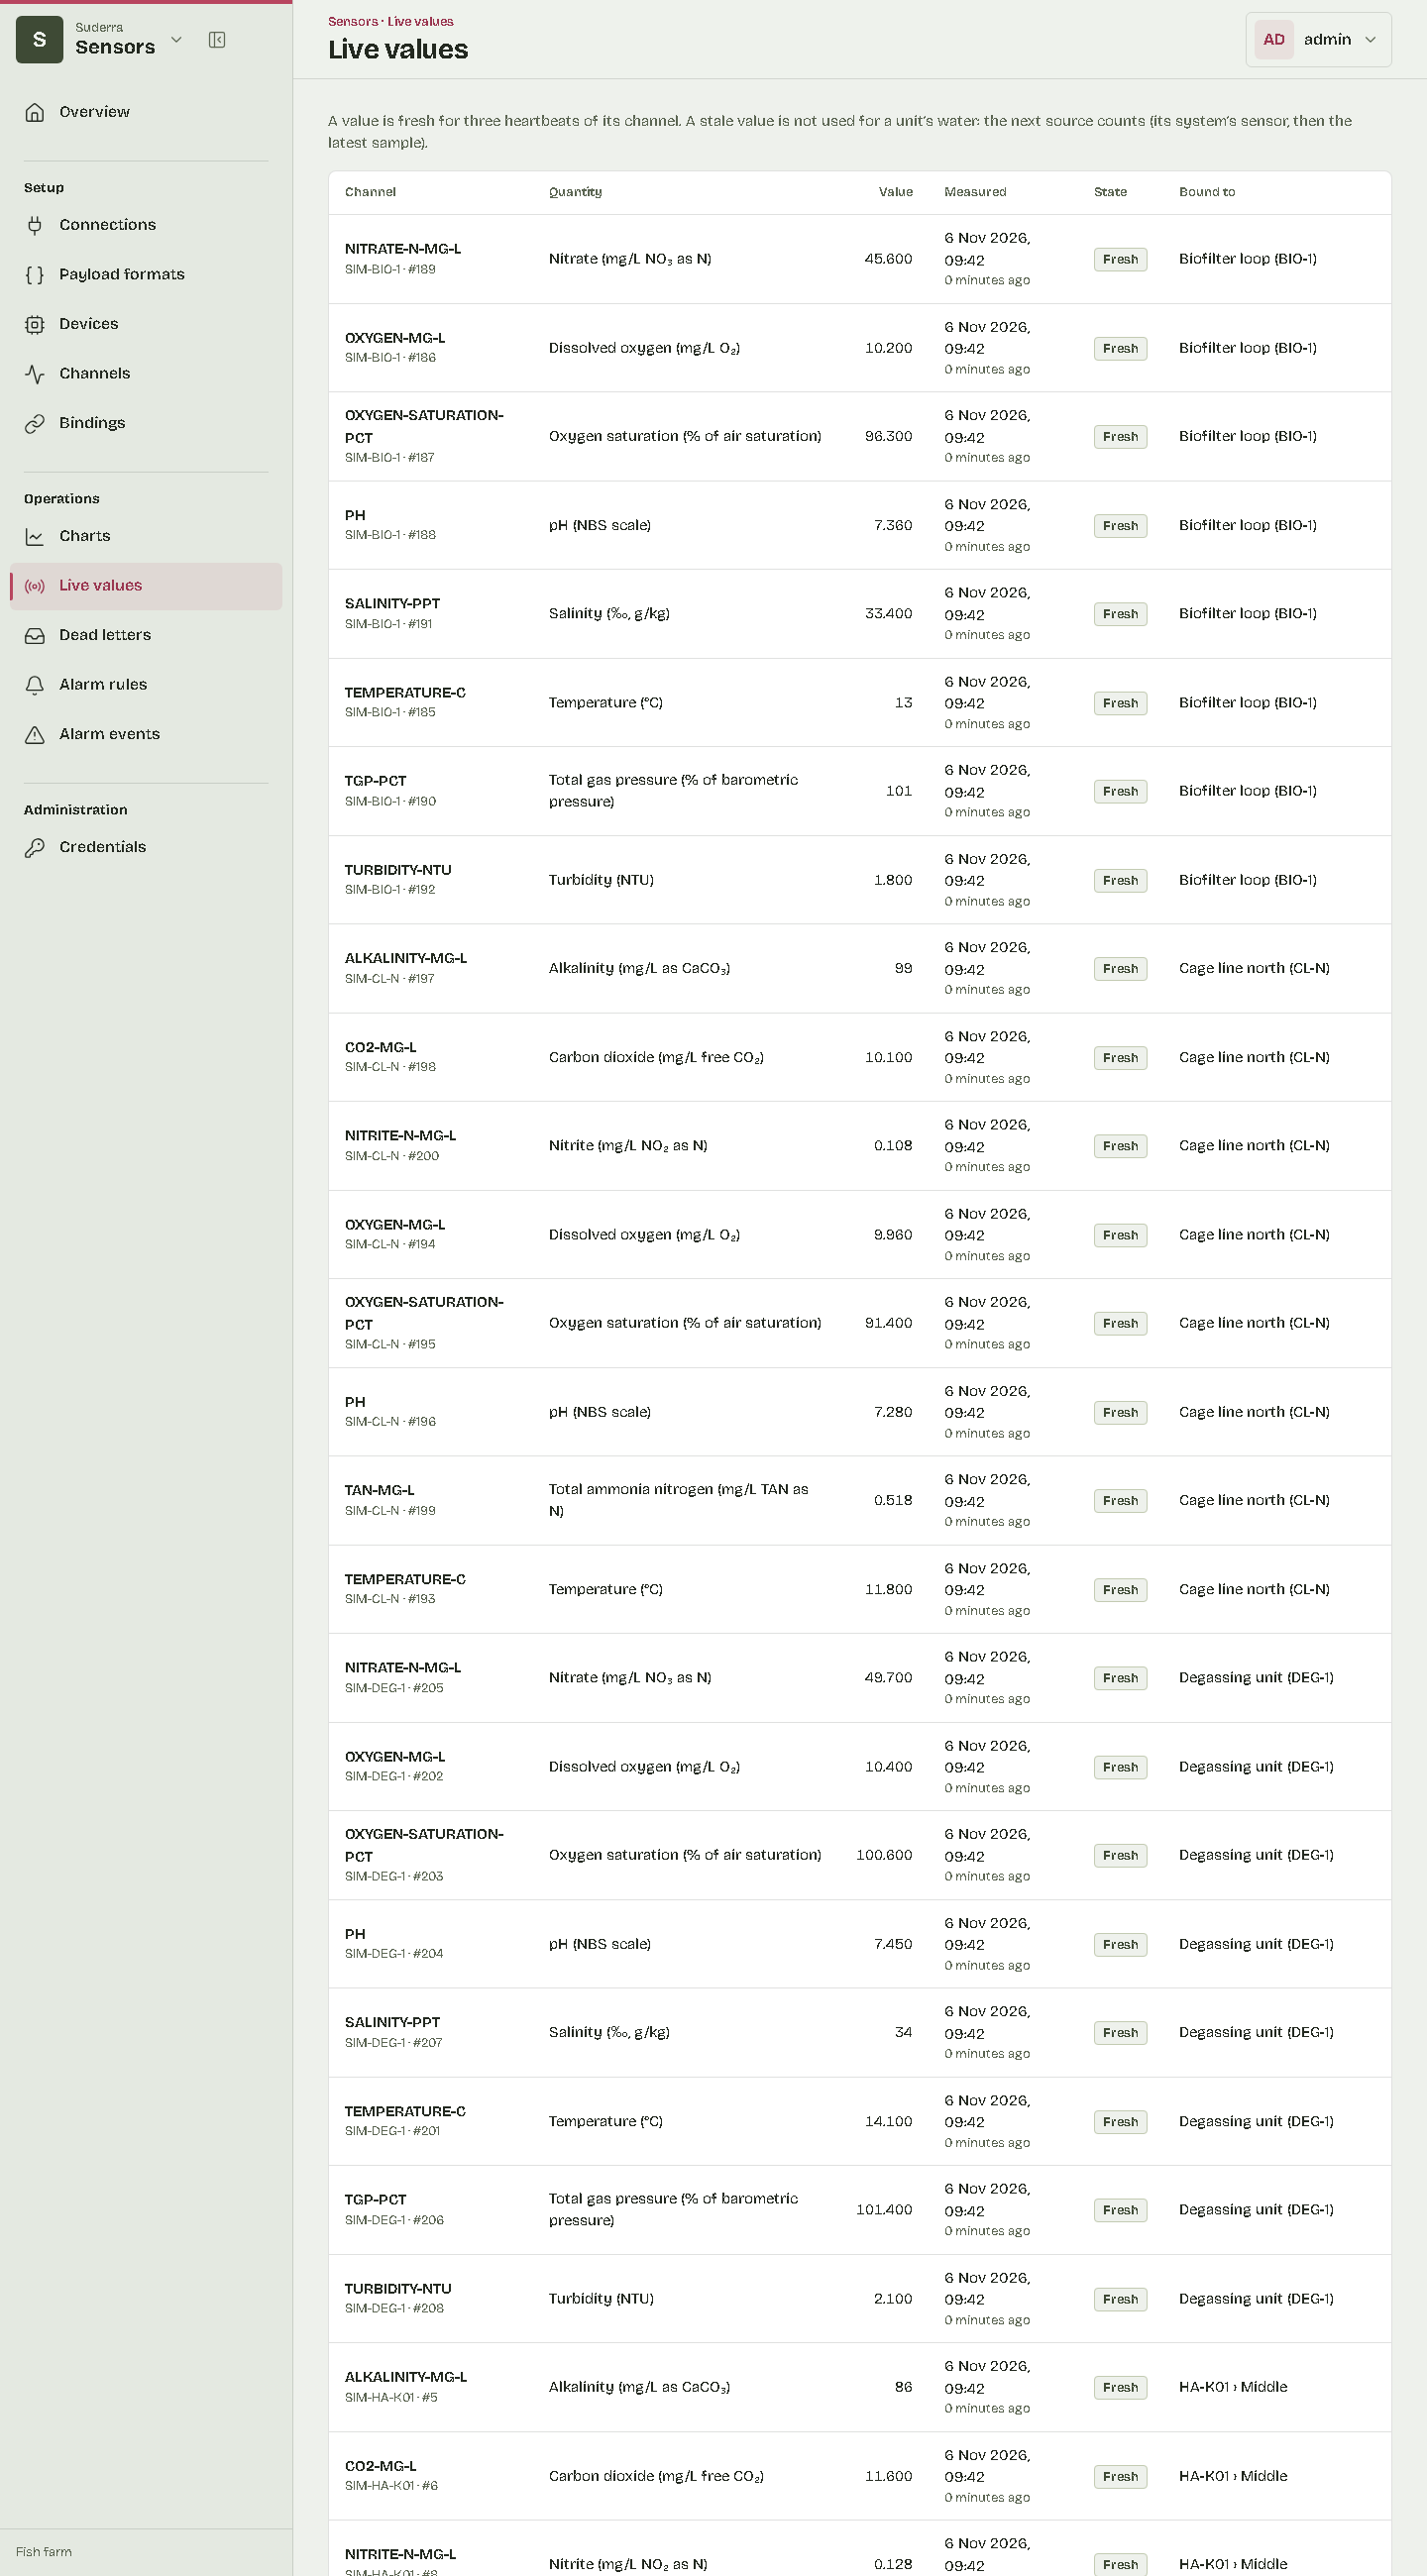 Suderra
S
Sensors
Overview
Setup
Connections
Payload formats
Devices
Channels
Bindings
Operations
Charts
Live values
Dead letters
Alarm rules
Alarm events
Administration
Credentials
Fish farm
Sensors · Live values
Live values
AD admin
A value is fresh for three heartbeats of its channel. A stale value is not used for a unit's water: the next source counts (its system's sensor, then the
latest sample).
Channel Quantity Value Measured State Bound to
NITRATE-N-MG-L
SIM-BIO-1 · #189
Nitrate (mg/L NO₃ as N) 45.600
6 Nov 2026,
09:42
0 minutes ago
Fresh Biofilter loop (BIO-1)
OXYGEN-MG-L
SIM-BIO-1 · #186
Dissolved oxygen (mg/L O₂) 10.200
6 Nov 2026,
09:42
0 minutes ago
Fresh Biofilter loop (BIO-1)
OXYGEN-SATURATION-
PCT
SIM-BIO-1 · #187
Oxygen saturation (% of air saturation) 96.300
6 Nov 2026,
09:42
0 minutes ago
Fresh Biofilter loop (BIO-1)
PH
SIM-BIO-1 · #188
pH (NBS scale) 7.360
6 Nov 2026,
09:42
0 minutes ago
Fresh Biofilter loop (BIO-1)
SALINITY-PPT
SIM-BIO-1 · #191
Salinity (‰, g/kg) 33.400
6 Nov 2026,
09:42
0 minutes ago
Fresh Biofilter loop (BIO-1)
TEMPERATURE-C
SIM-BIO-1 · #185
Temperature (°C) 13
6 Nov 2026,
09:42
0 minutes ago
Fresh Biofilter loop (BIO-1)
TGP-PCT
SIM-BIO-1 · #190
Total gas pressure (% of barometric
pressure)
101
6 Nov 2026,
09:42
0 minutes ago
Fresh Biofilter loop (BIO-1)
TURBIDITY-NTU
SIM-BIO-1 · #192
Turbidity (NTU) 1.800
6 Nov 2026,
09:42
0 minutes ago
Fresh Biofilter loop (BIO-1)
ALKALINITY-MG-L
SIM-CL-N · #197
Alkalinity (mg/L as CaCO₃) 99
6 Nov 2026,
09:42
0 minutes ago
Fresh Cage line north (CL-N)
CO2-MG-L
SIM-CL-N · #198
Carbon dioxide (mg/L free CO₂) 10.100
6 Nov 2026,
09:42
0 minutes ago
Fresh Cage line north (CL-N)
NITRITE-N-MG-L
SIM-CL-N · #200
Nitrite (mg/L NO₂ as N) 0.108
6 Nov 2026,
09:42
0 minutes ago
Fresh Cage line north (CL-N)
OXYGEN-MG-L
SIM-CL-N · #194
Dissolved oxygen (mg/L O₂) 9.960
6 Nov 2026,
09:42
0 minutes ago
Fresh Cage line north (CL-N)
OXYGEN-SATURATION-
PCT
SIM-CL-N · #195
Oxygen saturation (% of air saturation) 91.400
6 Nov 2026,
09:42
0 minutes ago
Fresh Cage line north (CL-N)
PH
SIM-CL-N · #196
pH (NBS scale) 7.280
6 Nov 2026,
09:42
0 minutes ago
Fresh Cage line north (CL-N)
TAN-MG-L
SIM-CL-N · #199
Total ammonia nitrogen (mg/L TAN as
N)
0.518
6 Nov 2026,
09:42
0 minutes ago
Fresh Cage line north (CL-N)
TEMPERATURE-C
SIM-CL-N · #193
Temperature (°C) 11.800
6 Nov 2026,
09:42
0 minutes ago
Fresh Cage line north (CL-N)
NITRATE-N-MG-L
SIM-DEG-1 · #205
Nitrate (mg/L NO₃ as N) 49.700
6 Nov 2026,
09:42
0 minutes ago
Fresh Degassing unit (DEG-1)
OXYGEN-MG-L
SIM-DEG-1 · #202
Dissolved oxygen (mg/L O₂) 10.400
6 Nov 2026,
09:42
0 minutes ago
Fresh Degassing unit (DEG-1)
OXYGEN-SATURATION-
PCT
SIM-DEG-1 · #203
Oxygen saturation (% of air saturation) 100.600
6 Nov 2026,
09:42
0 minutes ago
Fresh Degassing unit (DEG-1)
PH
SIM-DEG-1 · #204
pH (NBS scale) 7.450
6 Nov 2026,
09:42
0 minutes ago
Fresh Degassing unit (DEG-1)
SALINITY-PPT
SIM-DEG-1 · #207
Salinity (‰, g/kg) 34
6 Nov 2026,
09:42
0 minutes ago
Fresh Degassing unit (DEG-1)
TEMPERATURE-C
SIM-DEG-1 · #201
Temperature (°C) 14.100
6 Nov 2026,
09:42
0 minutes ago
Fresh Degassing unit (DEG-1)
TGP-PCT
SIM-DEG-1 · #206
Total gas pressure (% of barometric
pressure)
101.400
6 Nov 2026,
09:42
0 minutes ago
Fresh Degassing unit (DEG-1)
TURBIDITY-NTU
SIM-DEG-1 · #208
Turbidity (NTU) 2.100
6 Nov 2026,
09:42
0 minutes ago
Fresh Degassing unit (DEG-1)
ALKALINITY-MG-L
SIM-HA-K01 · #5
Alkalinity (mg/L as CaCO₃) 86
6 Nov 2026,
09:42
0 minutes ago
Fresh HA-K01 › Middle
CO2-MG-L
SIM-HA-K01 · #6
Carbon dioxide (mg/L free CO₂) 11.600
6 Nov 2026,
09:42
0 minutes ago
Fresh HA-K01 › Middle
NITRITE-N-MG-L
SIM-HA-K01 · #8
Nitrite (mg/L NO₂ as N) 0.128
6 Nov 2026,
09:42
Fresh HA-K01 › Middle